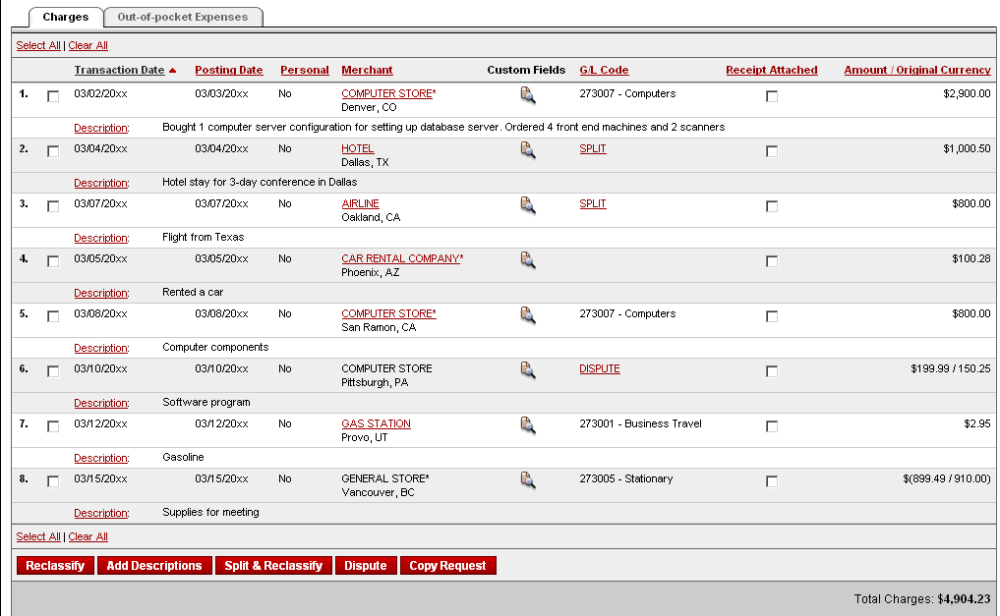 Charges Out-of-pocket Expenses
Select All | Clear All
Transaction Date Posting Date Personal Merchant Custom Fields G/L Code Receipt Attached Amount / Original Currency
1. 03/02/20xx 03/03/20xx No COMPUTER STORE* 273007 - Computers $2,900.00
Denver, CO
Description: Bought 1 computer server configuration for setting up database server. Ordered 4 front end machines and 2 scanners
2. 03/04/20xx 03/04/20xx No HOTEL SPLIT $1,000.50
Dallas, TX
Description: Hotel stay for 3-day conference in Dallas
3. 03/07/20xx 03/07/20xx No AIRLINE SPLIT $800.00
Oakland, CA
Description: Flight from Texas
4. 03/05/20xx 03/05/20xx No CAR RENTAL COMPANY* $100.28
Phoenix, AZ
Description: Rented a car
5. 03/08/20xx 03/08/20xx No COMPUTER STORE* 273007 - Computers $800.00
San Ramon, CA
Description: Computer components
6. 03/10/20xx 03/10/20xx No COMPUTER STORE DISPUTE $199.99 / 150.25
Pittsburgh, PA
Description: Software program
7. 03/12/20xx 03/12/20xx No GAS STATION 273001 - Business Travel $2.95
Provo, UT
Description: Gasoline
8. 03/15/20xx 03/15/20xx No GENERAL STORE* 273005 - Stationary $(899.49 / 910.00)
Vancouver, BC
Description: Supplies for meeting
Select All | Clear All
Reclassify Add Descriptions Split & Reclassify Dispute Copy Request
Total Charges: $4,904.23